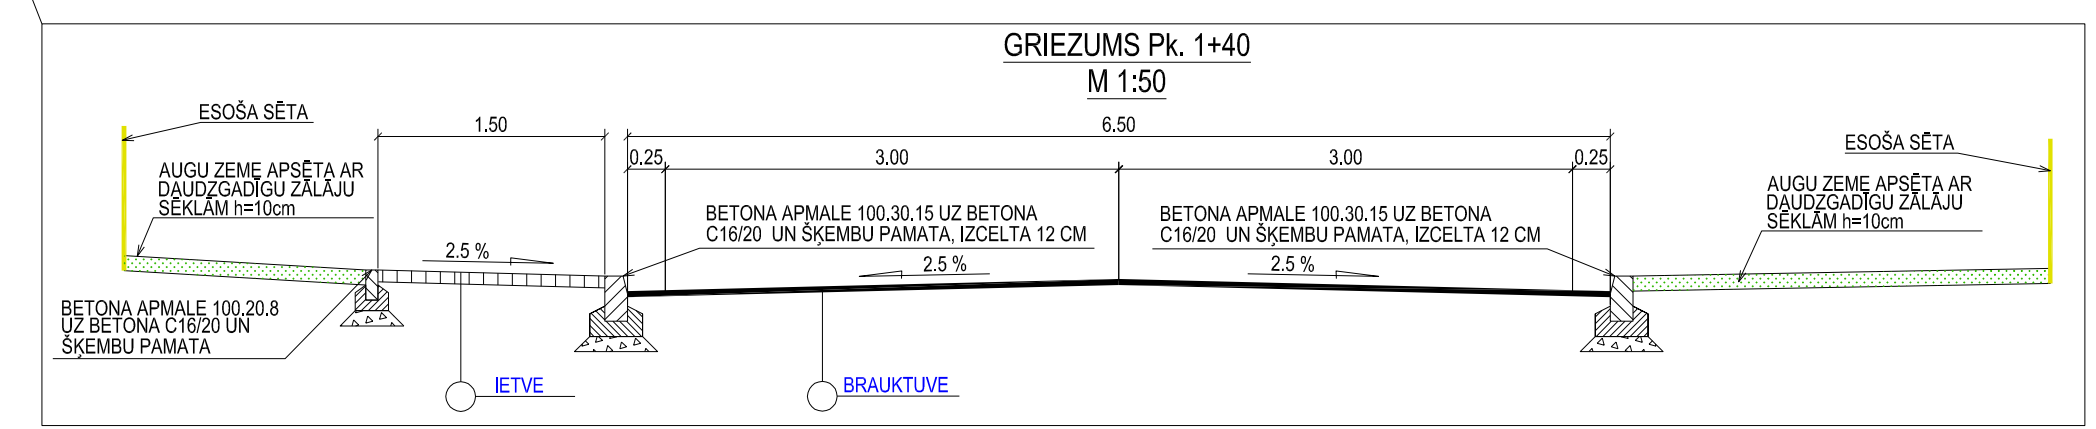 GRIEZUMS Pk. 1+40
M 1:50
ESOŠA SĒTA
1.50
6.50
ESOŠA SĒTA
0.25
3.00
3.00
0.25
AUGU ZEME APSĒTA AR
DAUDZGADĪGU ZĀLĀJU
SĒKLĀM h=10cm
BETONA APMALE 100.30.15 UZ BETONA
C16/20 UN ŠĶEMBU PAMATA, IZCELTA 12 CM
BETONA APMALE 100.30.15 UZ BETONA
C16/20 UN ŠĶEMBU PAMATA, IZCELTA 12 CM
AUGU ZEME APSĒTA AR
DAUDZGADĪGU ZĀLĀJU
SĒKLĀM h=10cm
2.5 %
2.5 %
2.5 %
BETONA APMALE 100.20.8
UZ BETONA C16/20 UN
ŠĶEMBU PAMATA
IETVE
BRAUKTUVE